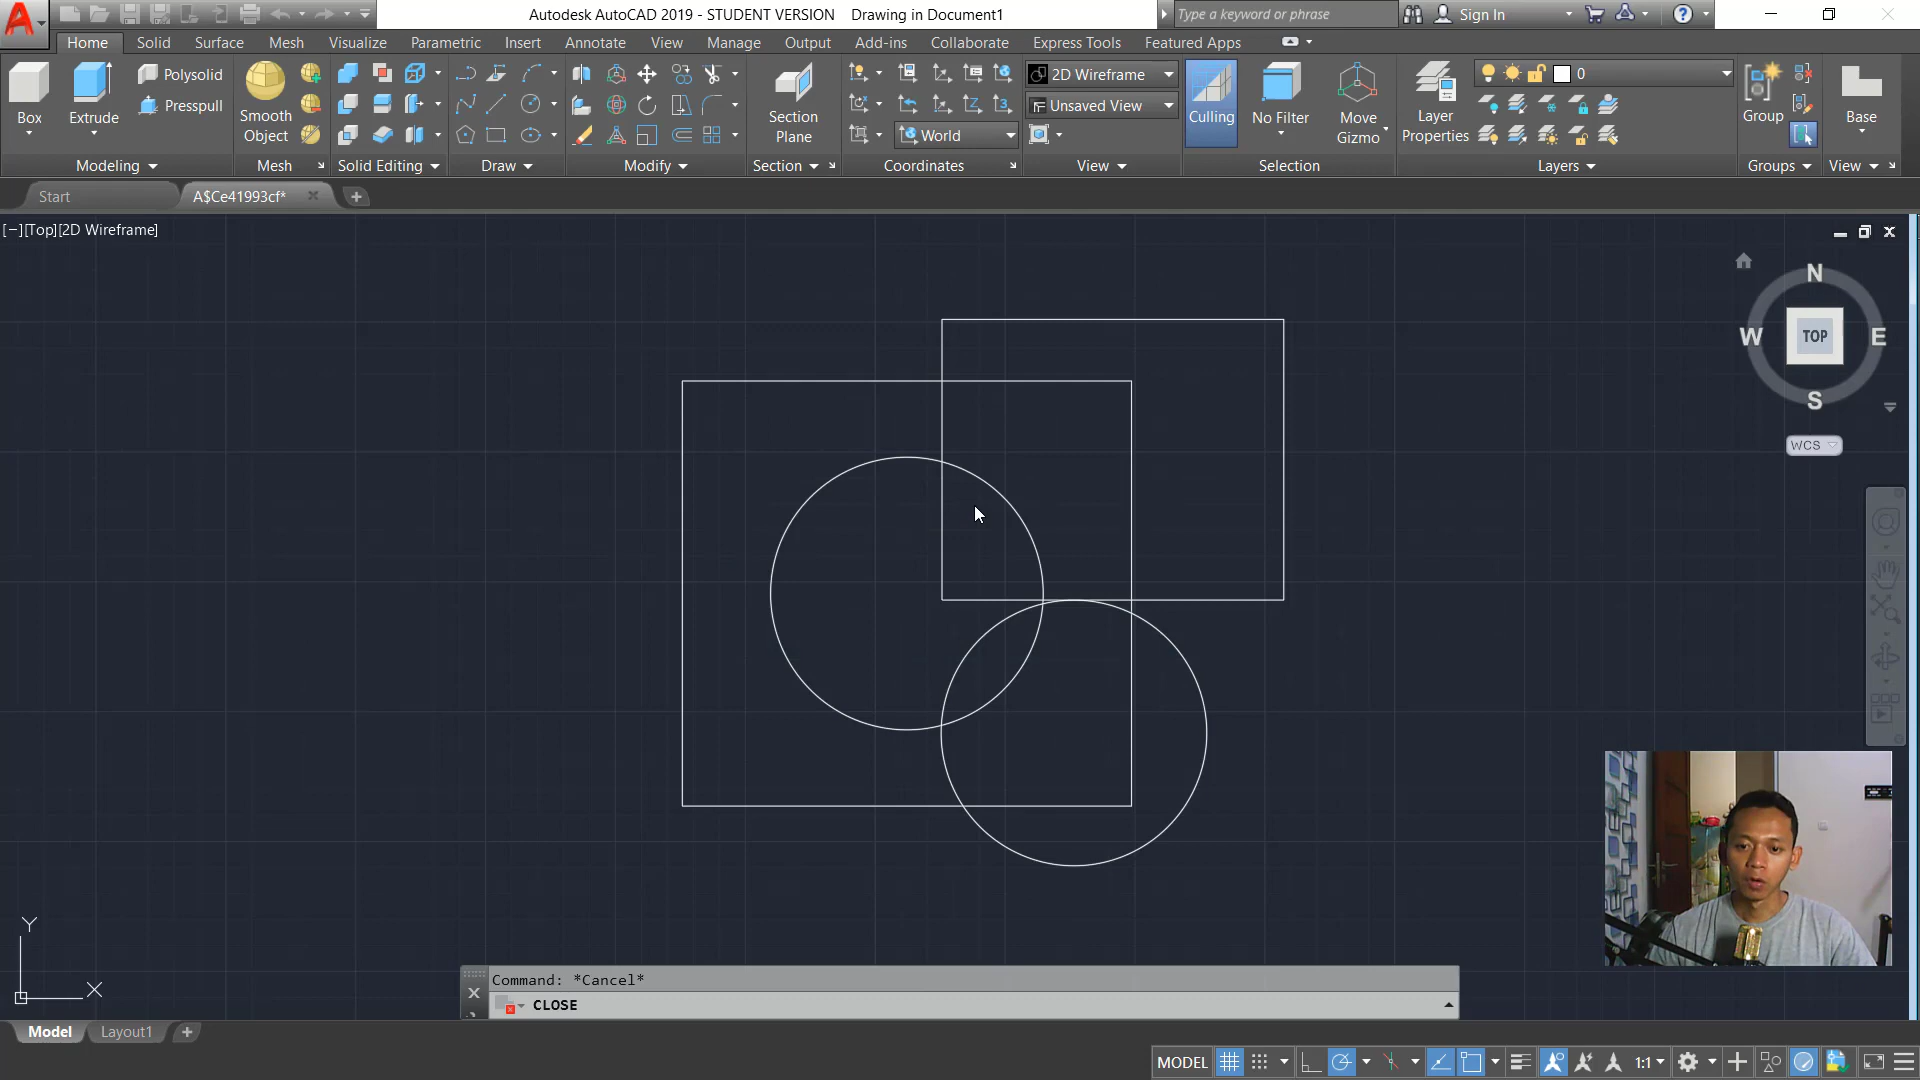 Autodesk AutoCAD 2019 - STUDENT VERSION Drawing in Document1
Type a keyword or phrase
Sign In
Home Solid Surface Mesh Visualize Parametric Insert Annotate View Manage Output Add-ins Collaborate Express Tools Featured Apps
Box
Extrude
Polysolid
Presspull
Smooth
Object
Section
Plane
World
2D Wireframe
Unsaved View
Culling
No Filter
Move
Gizmo
Layer
Properties
0
Group
Base
Modeling Mesh Solid Editing Draw Modify Section Coordinates View Selection Layers Groups View
Start
A$Ce41993cf*
[−][Top][2D Wireframe]
N
W
TOP
E
S
WCS
Y
X
Command: *Cancel*
CLOSE
Model
Layout1
MODEL
1:1